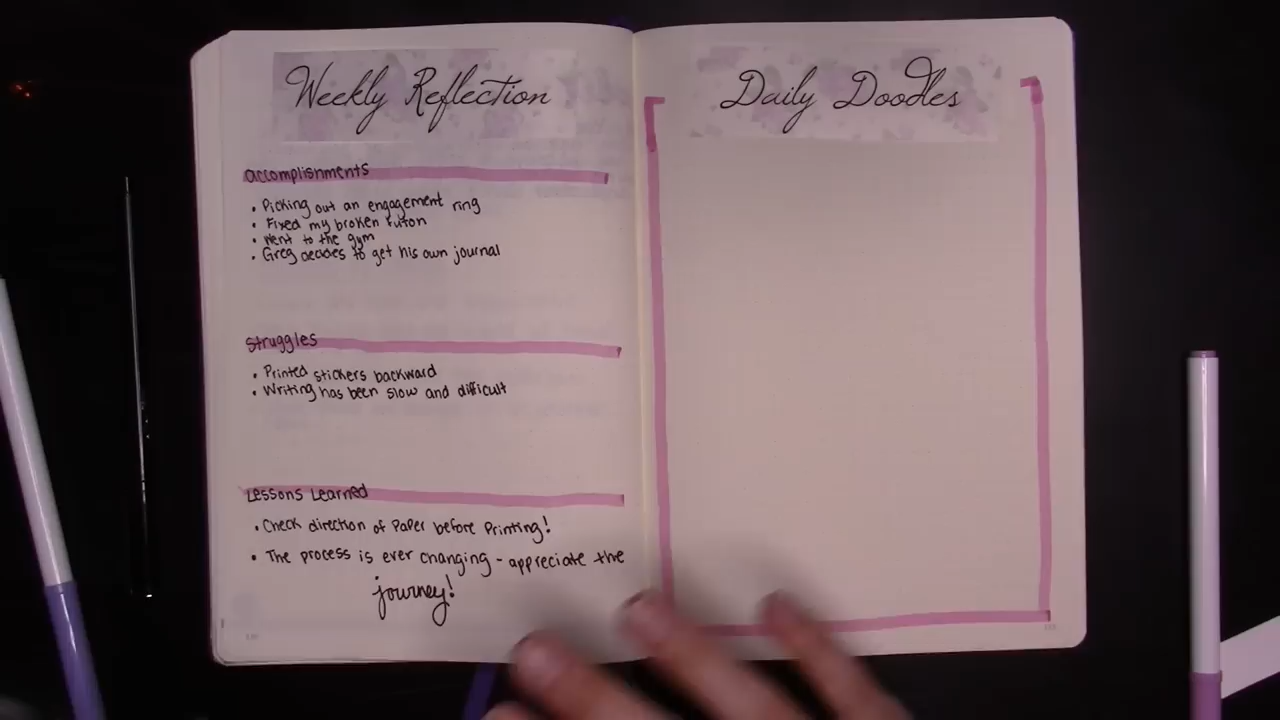 Weekly Reflection
accomplishments
• Picking out an engagement ring
• Fixed my broken futon
• Went to the gym
• Greg decides to get his own journal
Struggles
• Printed stickers backward
• Writing has been slow and difficult
Lessons Learned
• Check direction of Paper before Printing!
• The process is ever changing - appreciate the
journey!
Daily Doodles